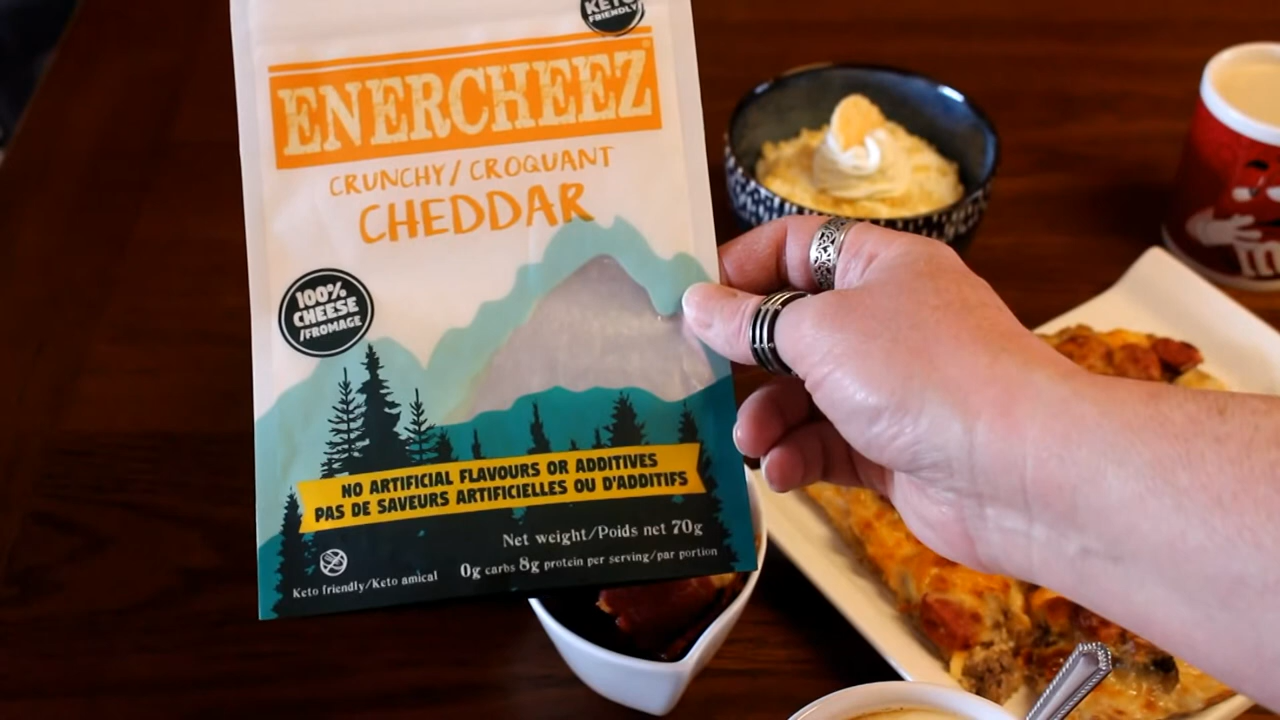 KETO
FRIENDLY
ENERCHEEZ
CRUNCHY/CROQUANT
CHEDDAR
100%
CHEESE
/FROMAGE
NO ARTIFICIAL FLAVOURS OR ADDITIVES
PAS DE SAVEURS ARTIFICIELLES OU D'ADDITIFS
Net weight/Poids net 70g
0g carbs 8g protein per serving/par portion
Keto friendly/Keto amical
m